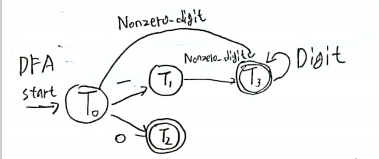 Nonzero-digit
DFA
Nonzero-digit
Digit
start
T0
-
T1
T3
0
T2